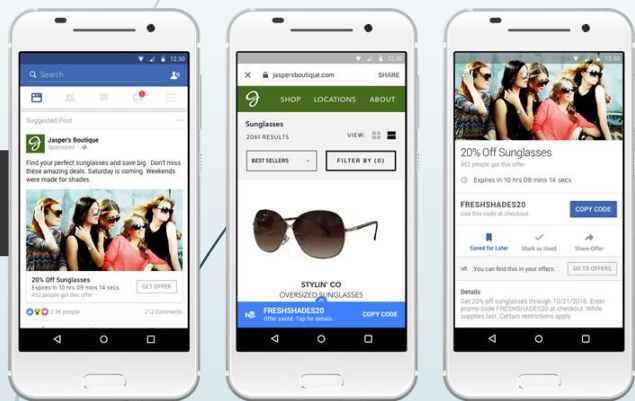 12:30
Search
Suggested Post
Jasper's Boutique
Sponsored
Find your perfect sunglasses and save big. Don't miss
these amazing deals. Saturday is coming. Weekends
were made for shades.
20% Off Sunglasses
Expires in 10 hrs 09 mins 14 secs
452 people got this offer
GET OFFER
2.3K people
212 Comments
12:30
jaspersboutique.com
SHARE
SHOP LOCATIONS ABOUT
Sunglasses
2061 RESULTS
VIEW:
BEST SELLERS
FILTER BY (0)
STYLIN' CO
OVERSIZED SUNGLASSES
FRESHSHADES20
Offer saved. Tap for details.
COPY CODE
12:30
20% Off Sunglasses
452 people got this offer
Expires in 10 hrs 09 mins 14 secs
FRESHSHADES20
Use this code at checkout
COPY CODE
Saved for Later
Mark as Used
Share Offer
You can find this in your offers.
GO TO OFFERS
Details
Get 20% off sunglasses through 10/21/2016. Enter
promo code FRESHSHADES20 at checkout. While
supplies last. Certain restrictions apply